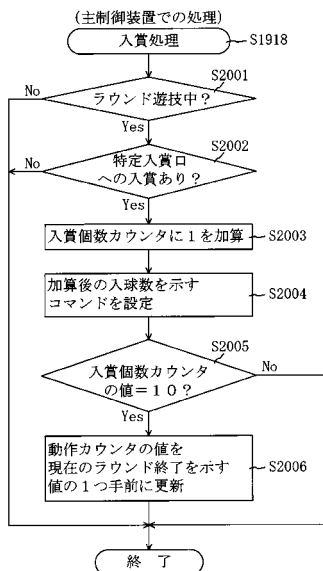 (主制御装置での処理)
入賞処理
S1918
S2001
No
ラウンド遊技中？
Yes
S2002
No
特定入賞口
への入賞あり？
Yes
入賞個数カウンタに１を加算
S2003
加算後の入球数を示す
コマンドを設定
S2004
S2005
入賞個数カウンタ
の値＝１０？
No
Yes
動作カウンタの値を
現在のラウンド終了を示す
値の１つ手前に更新
S2006
終 了